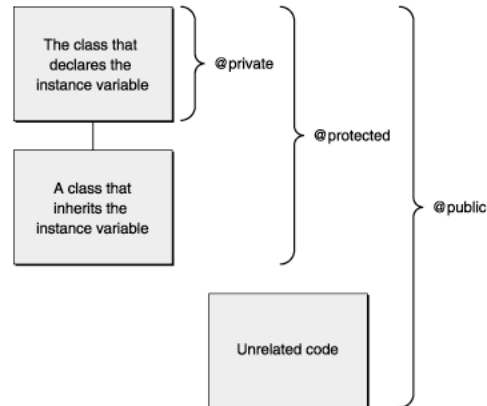 The class that
declares the
instance variable
@private
@protected
A class that
inherits the
instance variable
@public
Unrelated code